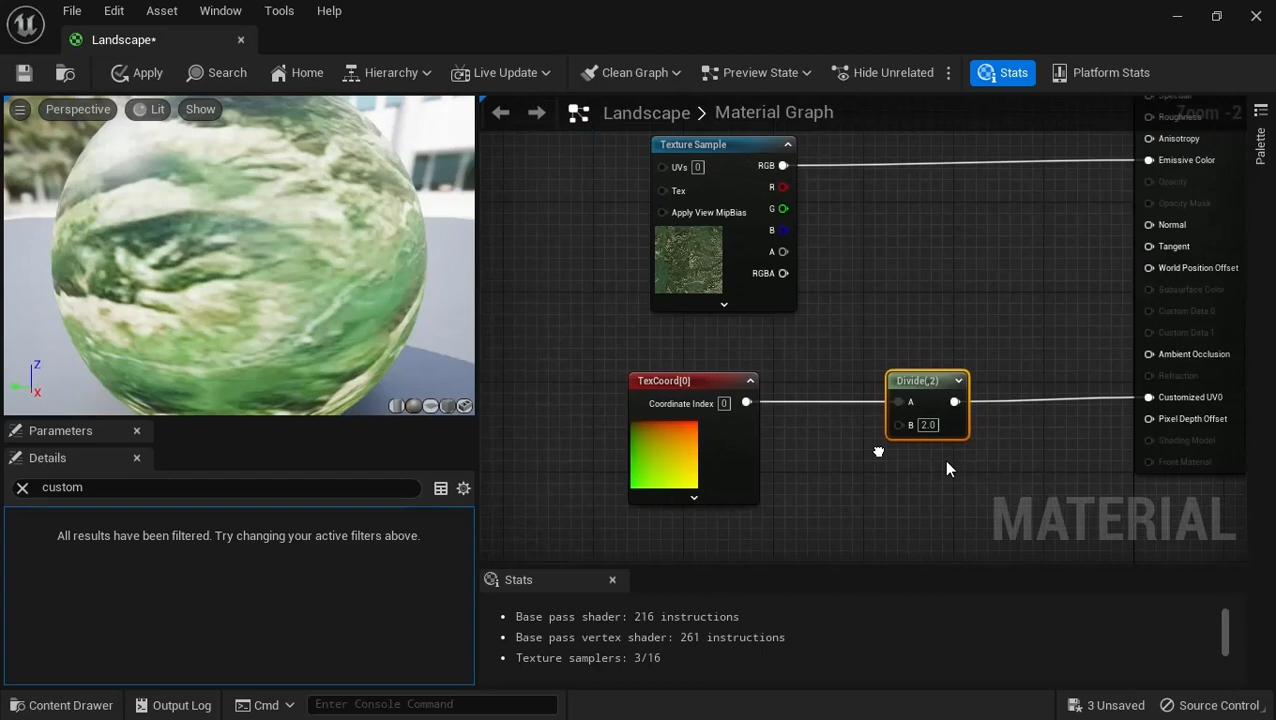 File Edit Asset Window Tools Help
Landscape*
Apply Search Home Hierarchy Live Update Clean Graph Preview State Hide Unrelated Stats Platform Stats
Perspective Lit Show
Landscape > Material Graph
Zoom -2
Palette
Specular
Roughness
Anisotropy
Emissive Color
Opacity
Opacity Mask
Normal
Tangent
World Position Offset
Subsurface Color
Custom Data 0
Custom Data 1
Ambient Occlusion
Refraction
Customized UV0
Pixel Depth Offset
Shading Model
Front Material
Texture Sample
UVs 0 RGB
Tex R
Apply View MipBias G
B
A
RGBA
TexCoord[0]
Coordinate Index 0
Divide(,2)
A
B 2.0
MATERIAL
Z
X
Parameters
Details
custom
All results have been filtered. Try changing your active filters above.
Stats
• Base pass shader: 216 instructions
• Base pass vertex shader: 261 instructions
• Texture samplers: 3/16
Content Drawer Output Log Cmd Enter Console Command 3 Unsaved Source Control